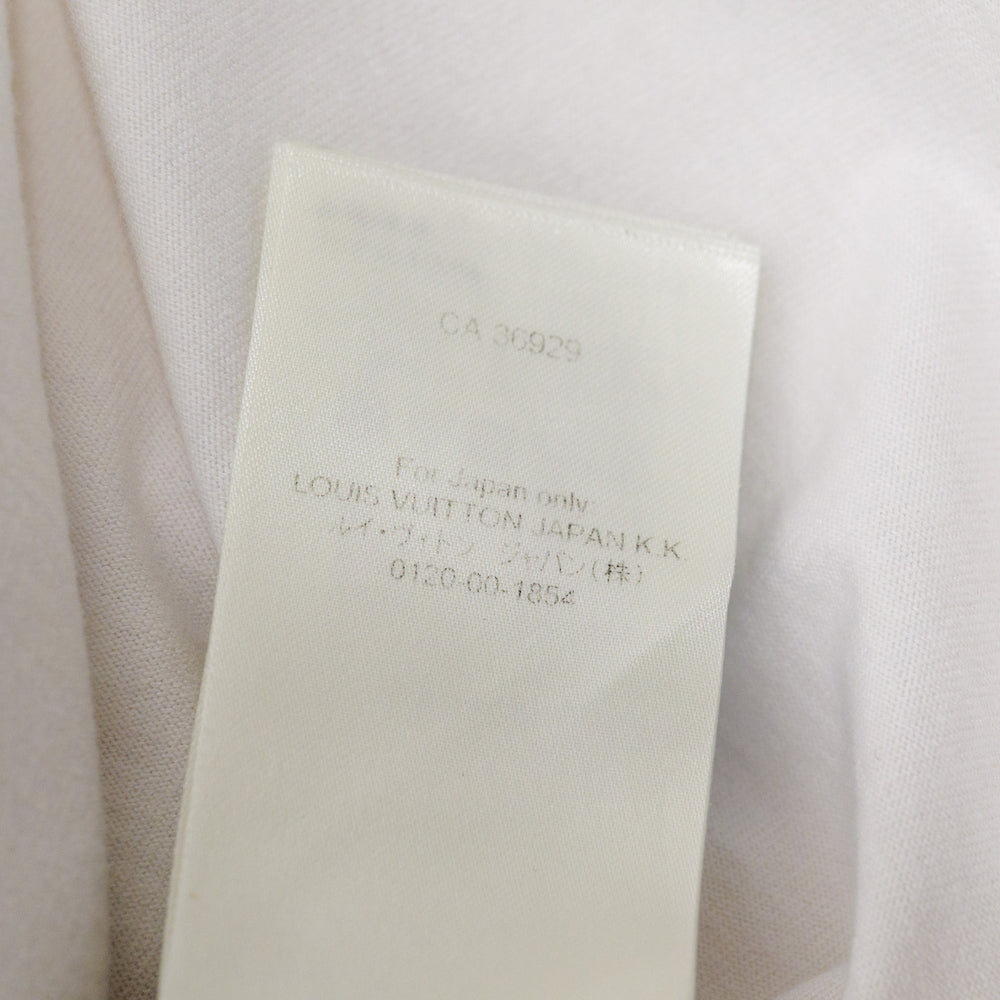 CA 36929
For Japan only:
LOUIS VUITTON JAPAN K.K.
ルイ・ヴィトン ジャパン(株)
0120-00-1854